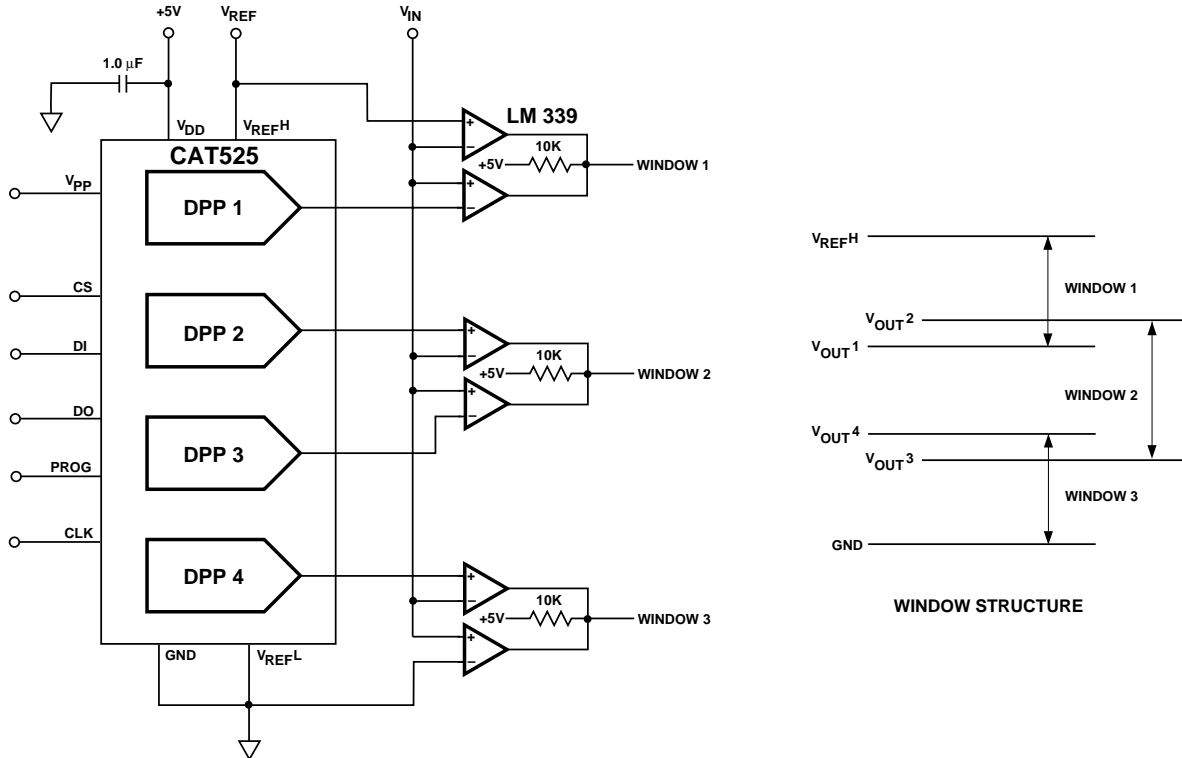 +5V
VREF
VIN
1.0 μF
VDD
VREFH
LM 339
CAT525
+
10K
−
+5V
WINDOW 1
VPP
+
DPP 1
−
VREFH
CS
WINDOW 1
DPP 2
+
VOUT2
DI
−
10K
VOUT1
+5V
WINDOW 2
+
WINDOW 2
DO
−
VOUT4
DPP 3
VOUT3
PROG
WINDOW 3
CLK
GND
DPP 4
+
10K
−
WINDOW STRUCTURE
+5V
WINDOW 3
+
GND
VREFL
−